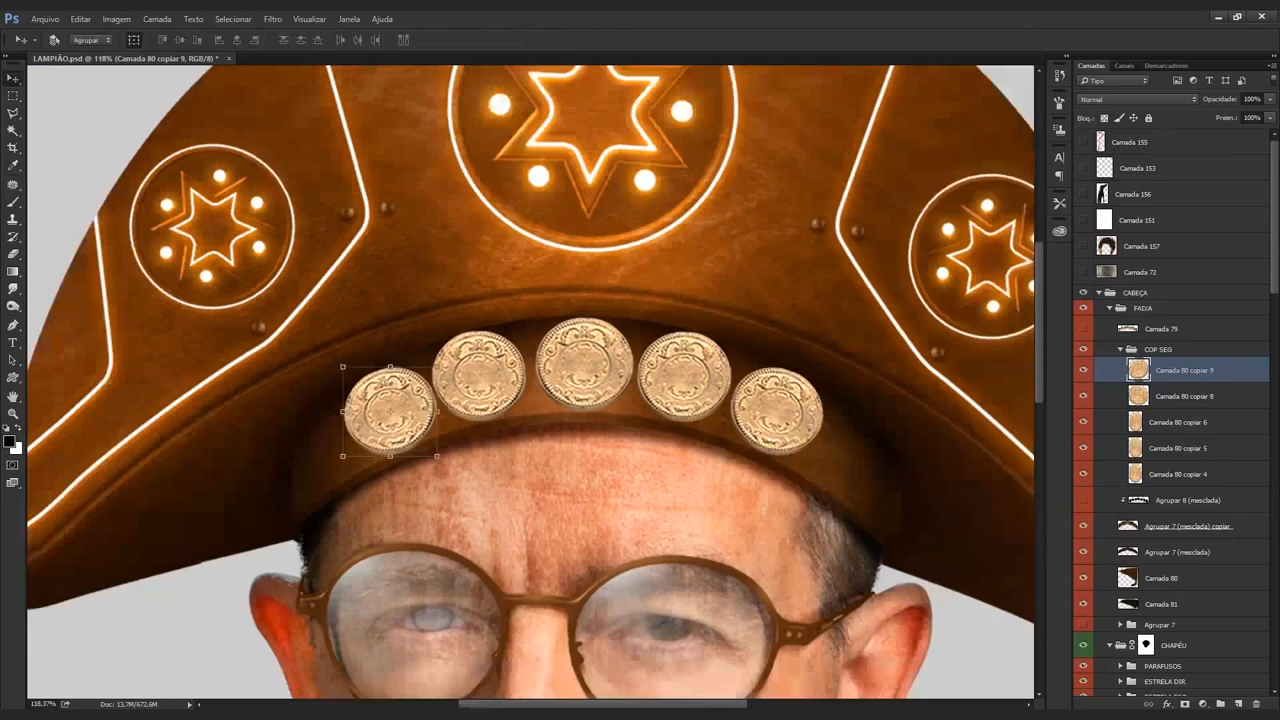 Ps Arquivo Editar Imagem Camada Texto Selecionar Filtro Visualizar Janela Ajuda
Agrupar
LAMPIÃO.psd @ 118% (Camada 80 copiar 9, RGB/8) * ×
Camadas Canais Demarcadores
Tipo
Normal Opacidade: 100%
Bloq.: Preen.: 100%
Camada 155
Camada 153
Camada 156
Camada 151
Camada 157
Camada 72
CABEÇA
FAIXA
Camada 79
COP SEG
Camada 80 copiar 9
Camada 80 copiar 8
Camada 80 copiar 6
Camada 80 copiar 5
Camada 80 copiar 4
Agrupar 8 (mesclada)
Agrupar 7 (mesclada) copiar
Agrupar 7 (mesclada)
Camada 80
Camada 81
Agrupar 7
CHAPÉU
PARAFUSOS
ESTRELA DIR
118,37% Doc: 13,7M/672,6M